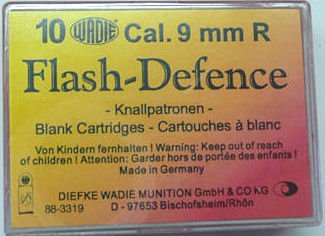 10 WADIE Cal. 9 mm R
Flash-Defence
- Knallpatronen -
Blank Cartridges - Cartouches à blanc
Von Kindern fernhalten ! Warning: Keep out of reach
of children ! Attention: Garder hors de portée des enfants !
Made in Germany
DIEFKE WADIE MUNITION GmbH & CO KG
88-3319 D - 97653 Bischofsheim/Rhön